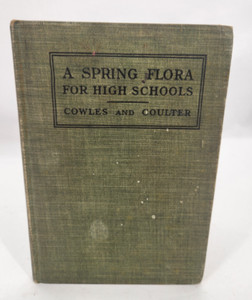 A SPRING FLORA
FOR HIGH SCHOOLS
COWLES AND COULTER